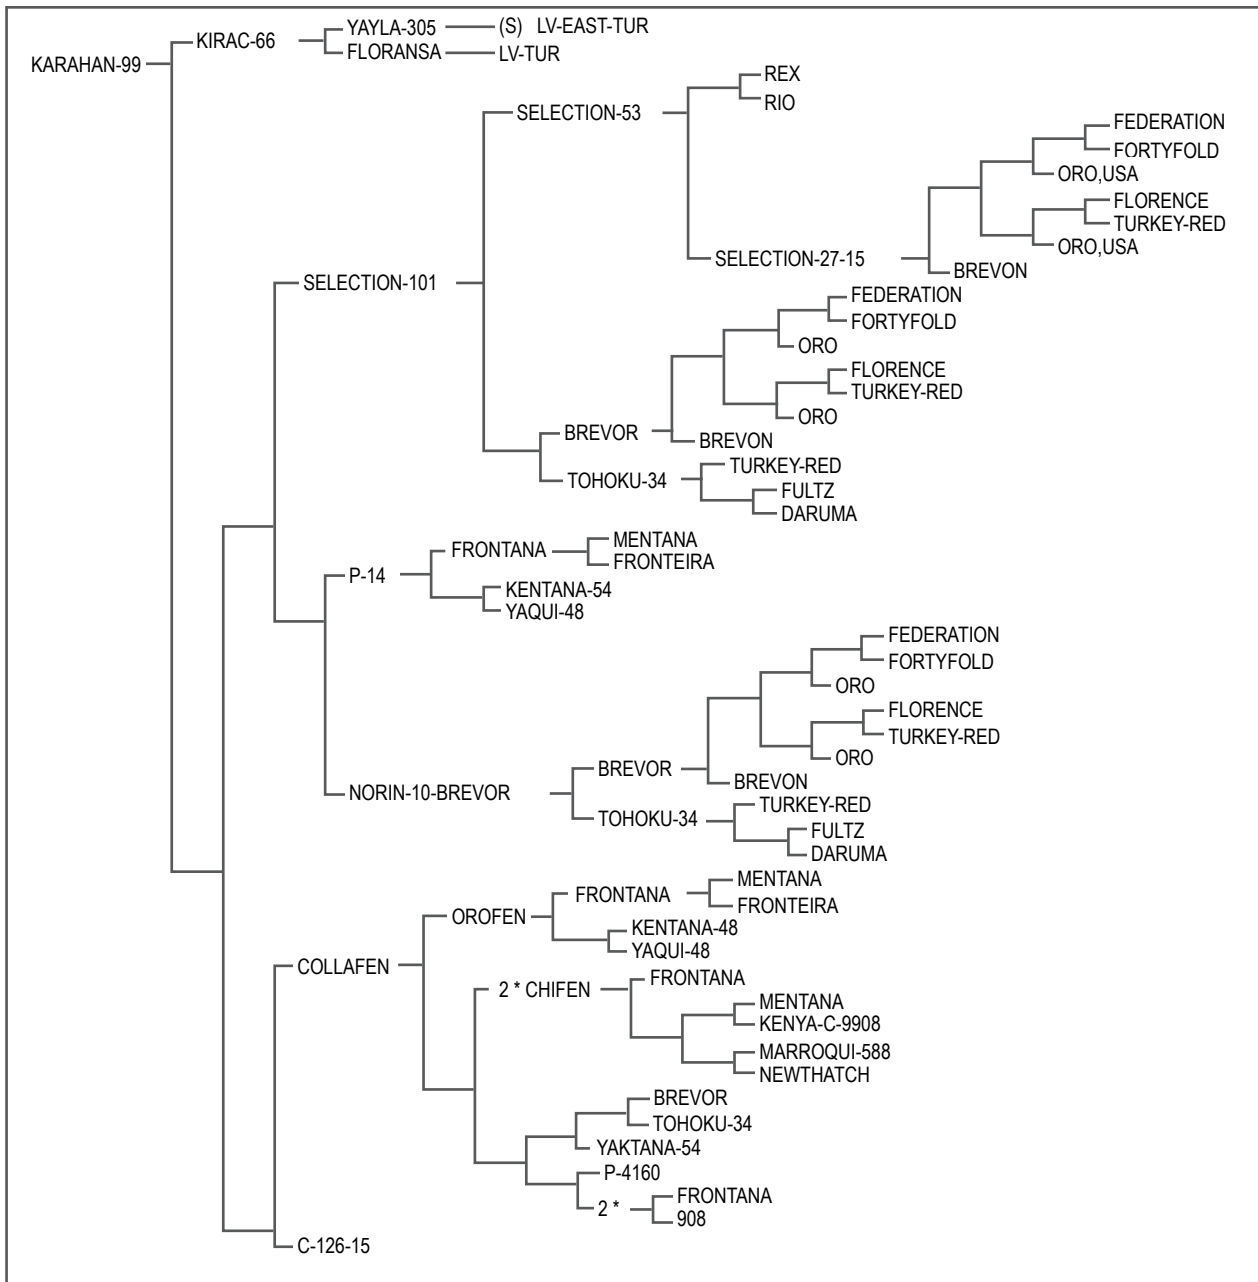 YAYLA-305 (S) LV-EAST-TUR
KIRAC-66
FLORANSA LV-TUR
KARAHAN-99
REX
RIO
SELECTION-53
FEDERATION
FORTYFOLD
ORO,USA
FLORENCE
TURKEY-RED
ORO,USA
SELECTION-27-15
BREVON
SELECTION-101
FEDERATION
FORTYFOLD
ORO
FLORENCE
TURKEY-RED
ORO
BREVOR
BREVON
TURKEY-RED
TOHOKU-34
FULTZ
DARUMA
MENTANA
FRONTANA
FRONTEIRA
P-14
KENTANA-54
YAQUI-48
FEDERATION
FORTYFOLD
ORO
FLORENCE
TURKEY-RED
ORO
BREVOR
BREVON
NORIN-10-BREVOR
TURKEY-RED
TOHOKU-34
FULTZ
DARUMA
MENTANA
FRONTANA
FRONTEIRA
OROFEN
KENTANA-48
YAQUI-48
COLLAFEN
FRONTANA
2 * CHIFEN
MENTANA
KENYA-C-9908
MARROQUI-588
NEWTHATCH
BREVOR
TOHOKU-34
YAKTANA-54
P-4160
FRONTANA
2 *
908
C-126-15